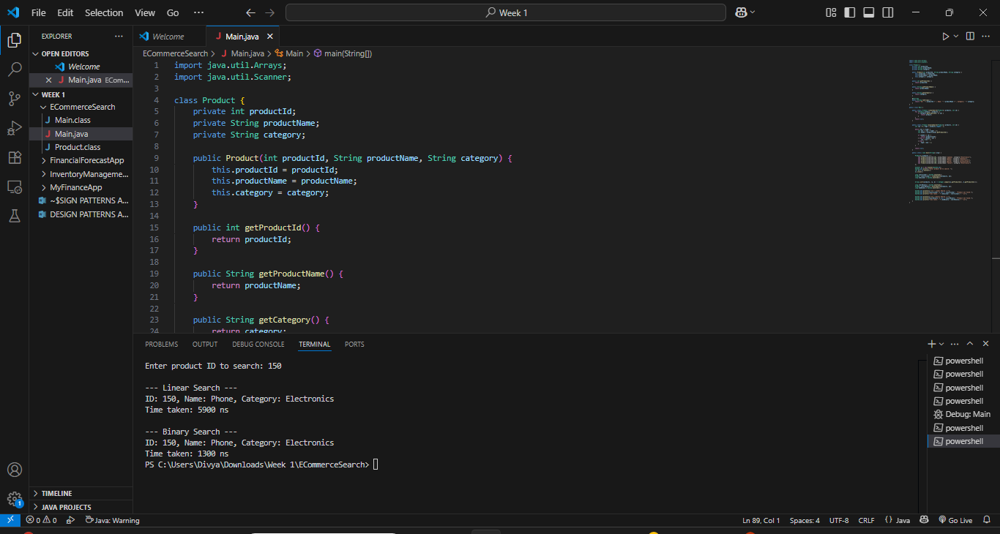 File Edit Selection View Go ··· Week 1
EXPLORER ···
OPEN EDITORS
Welcome
Main.java ECom...
WEEK 1
ECommerceSearch
Main.class
Main.java
Product.class
FinancialForecastApp
InventoryManageme...
MyFinanceApp
~$SIGN PATTERNS A...
DESIGN PATTERNS A...
TIMELINE
JAVA PROJECTS
Welcome Main.java
ECommerceSearch > Main.java > Main > main(String[])
1 import java.util.Arrays;
2 import java.util.Scanner;
3
4 class Product {
5 private int productId;
6 private String productName;
7 private String category;
8
9 public Product(int productId, String productName, String category) {
10 this.productId = productId;
11 this.productName = productName;
12 this.category = category;
13 }
14
15 public int getProductId() {
16 return productId;
17 }
18
19 public String getProductName() {
20 return productName;
21 }
22
23 public String getCategory() {
24 return category;
PROBLEMS OUTPUT DEBUG CONSOLE TERMINAL PORTS
Enter product ID to search: 150
--- Linear Search ---
ID: 150, Name: Phone, Category: Electronics
Time taken: 5900 ns
--- Binary Search ---
ID: 150, Name: Phone, Category: Electronics
Time taken: 1300 ns
PS C:\Users\Divya\Downloads\Week 1\ECommerceSearch>
powershell
powershell
powershell
powershell
Debug: Main
powershell
powershell
1
0 0 Java: Warning Ln 89, Col 1 Spaces: 4 UTF-8 CRLF {} Java Go Live